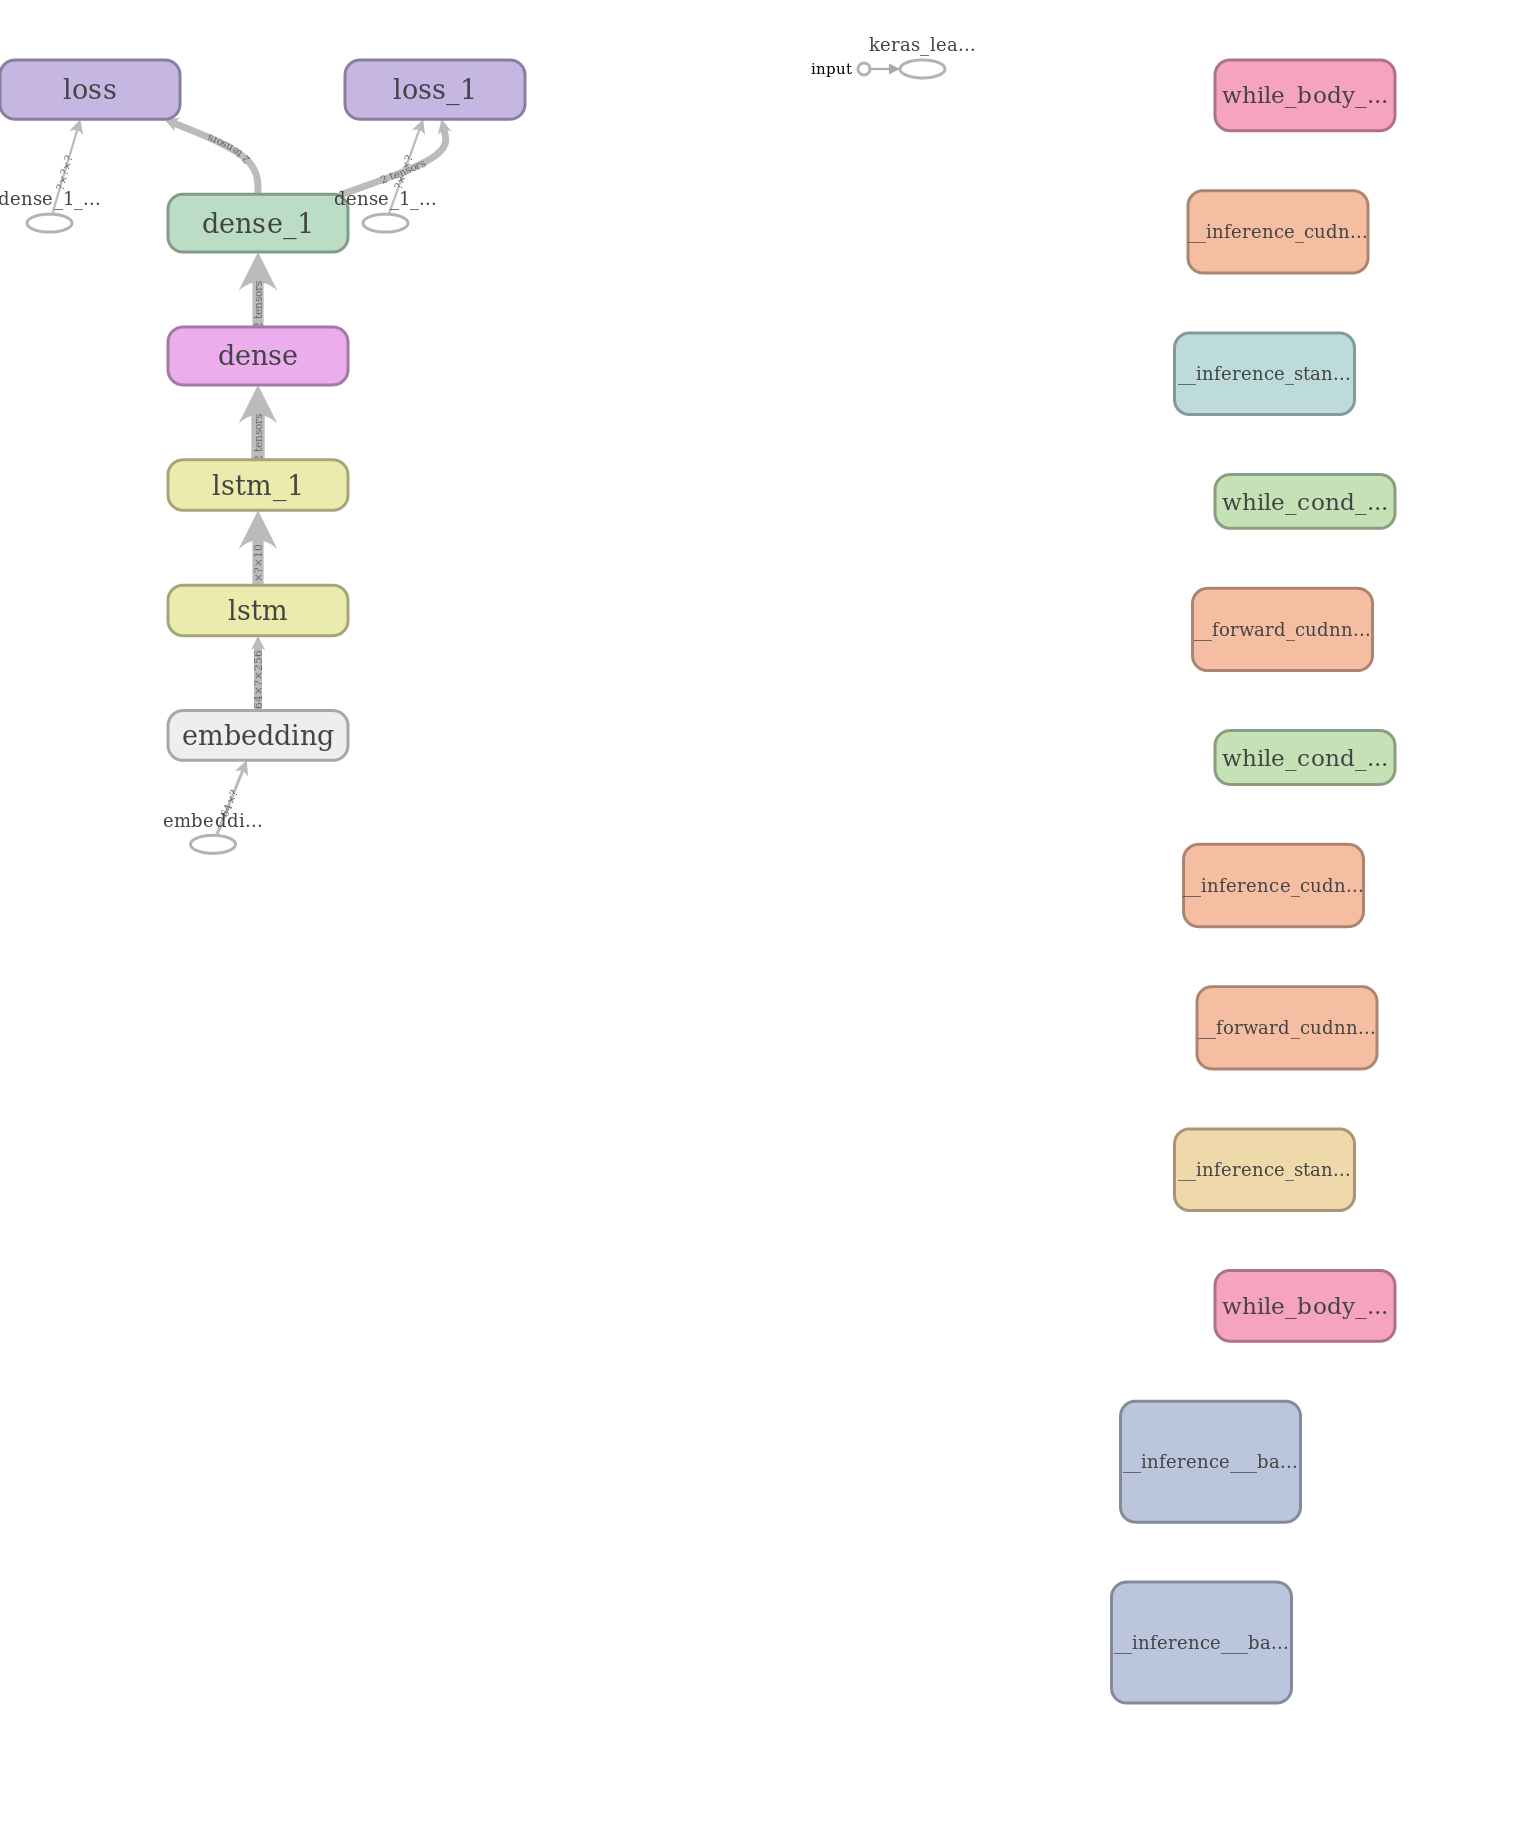 loss
loss_1
2 tensors
2 tensors
?×?×?
?×?×?
dense_1_...
dense_1
dense_1_...
2 tensors
dense
2 tensors
lstm_1
×?×10
lstm
64×?×256
embedding
64×?
embeddi...
keras_lea...
input
while_body_...
__inference_cudn...
__inference_stan...
while_cond_...
__forward_cudnn...
while_cond_...
__inference_cudn...
__forward_cudnn...
__inference_stan...
while_body_...
__inference___ba...
__inference___ba...